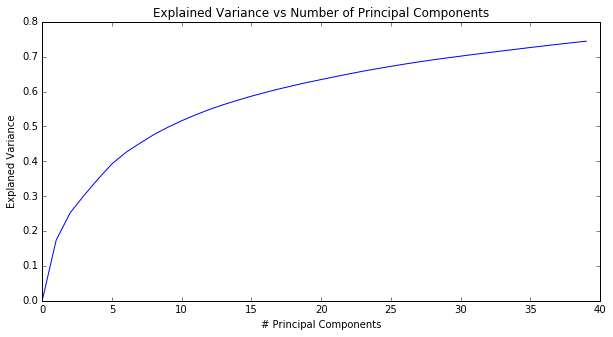 Explained Variance vs Number of Principal Components
0.8
0.7
0.6
0.5
0.4
0.3
0.2
0.1
0.0
Explaned Variance
0 5 10 15 20 25 30 35 40
# Principal Components